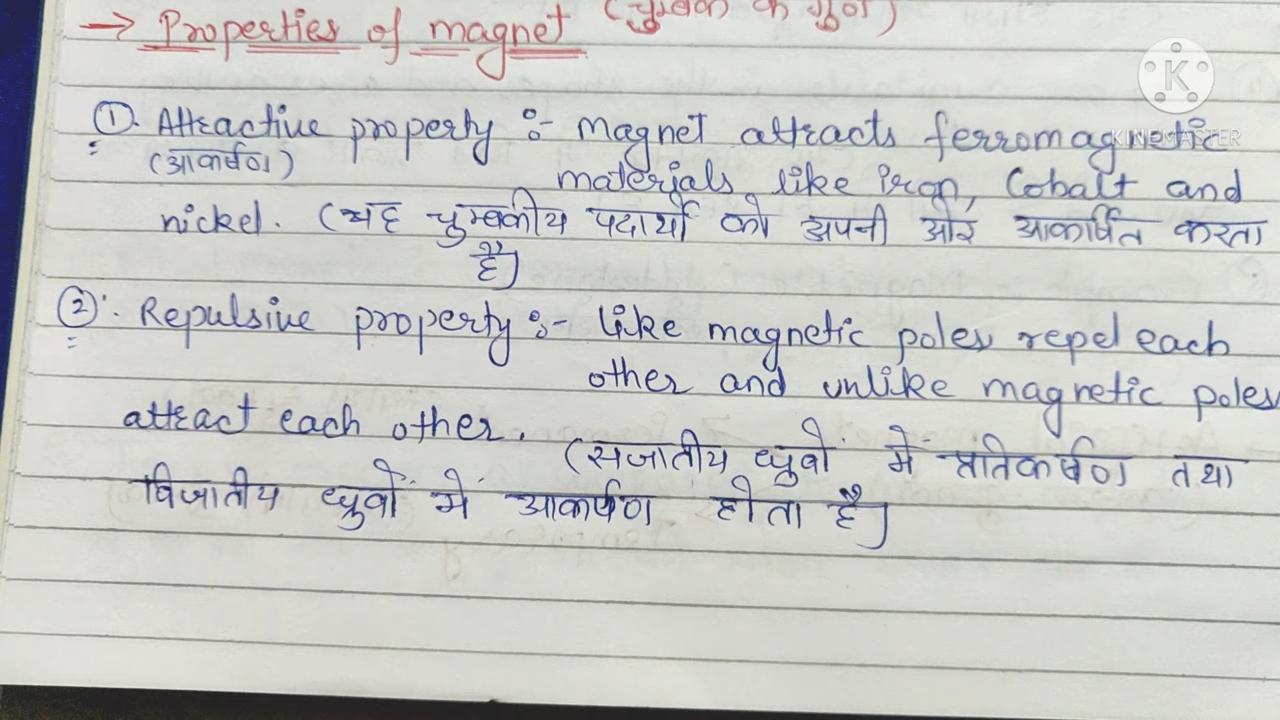 → Properties of magnet (चुम्बक के गुण)
①. Attractive property :- magnet attracts ferromagnetic
(आकर्षण)
materials like iron, Cobalt and
nickel. (यह चुम्बकीय पदार्थो को अपनी ओर आकर्षित करता
है)
②. Repulsive property :- like magnetic poles repel each
other and unlike magnetic poles
attract each other.
(सजातीय ध्रुवों में प्रतिकर्षण तथा
विजातीय ध्रुवों में आकर्षण होता है)
K
KINEMASTER